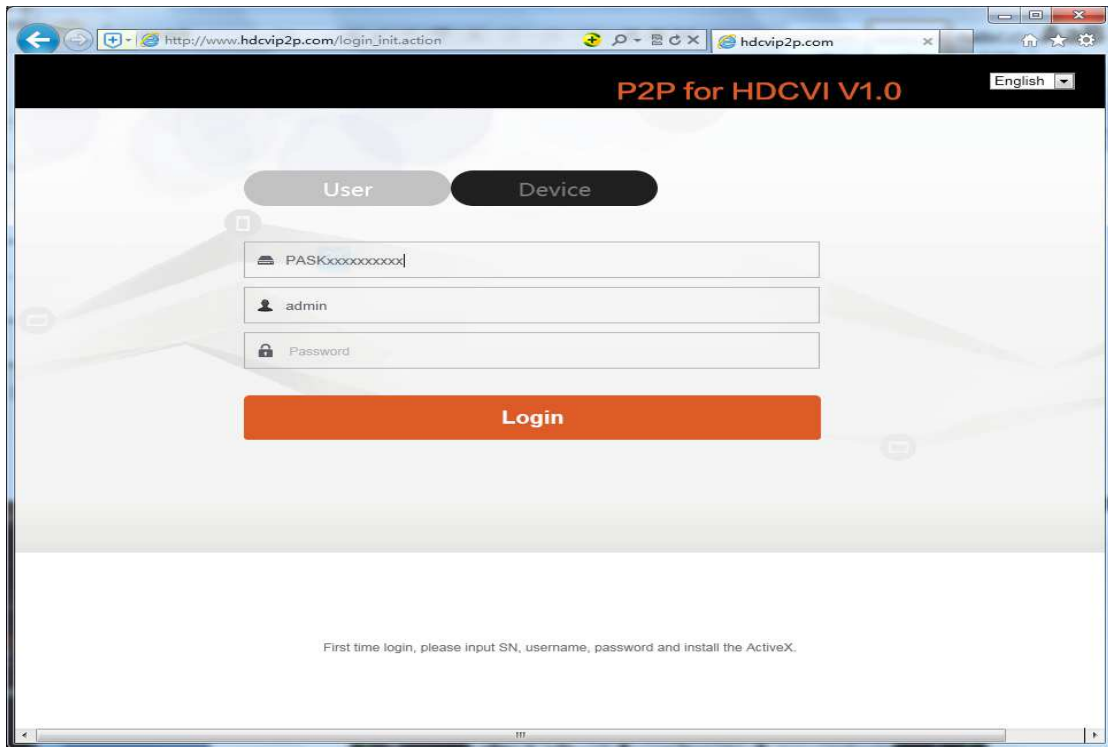 http://www.hdcvip2p.com/login_init.action
hdcvip2p.com
P2P for HDCVI V1.0
English
User
Device
PASKxxxxxxxxxx
admin
Password
Login
First time login, please input SN, username, password and install the ActiveX.